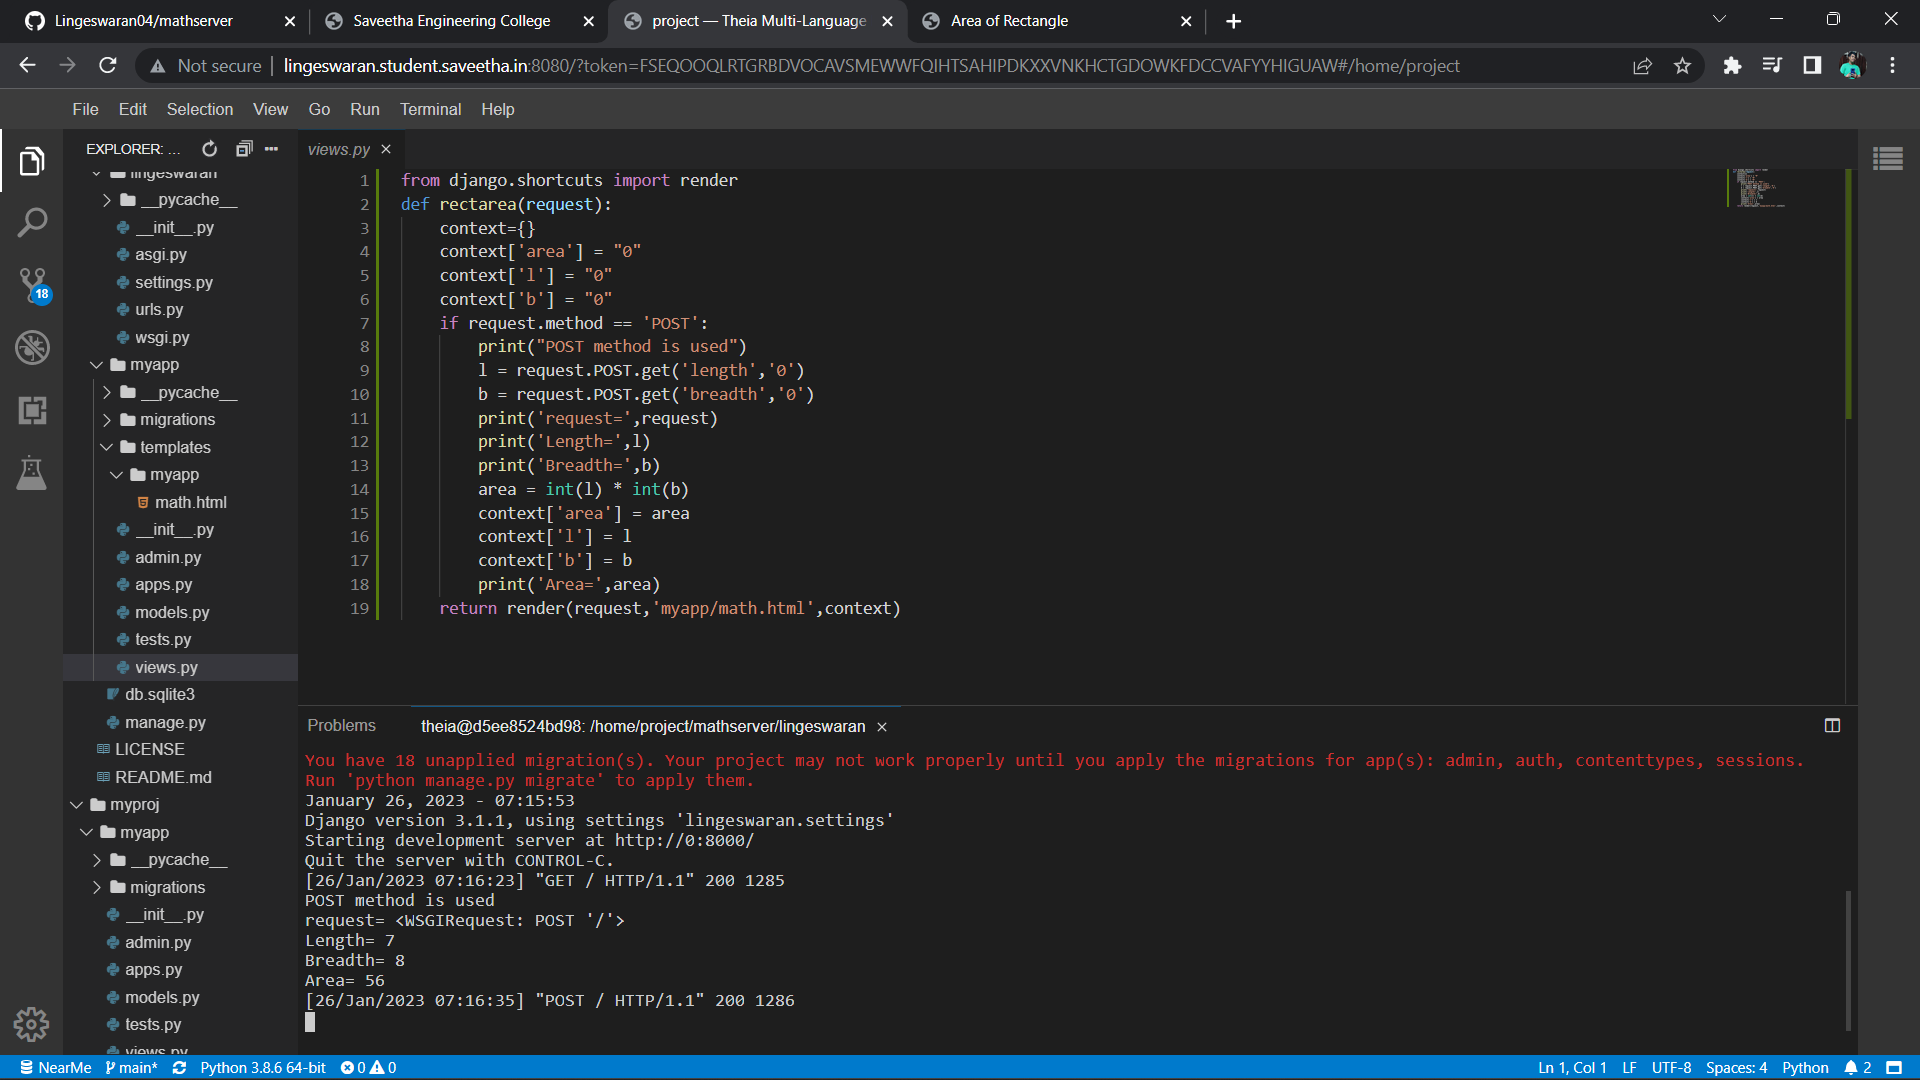 Lingeswaran04/mathserver
Saveetha Engineering College
project — Theia Multi-Language
Area of Rectangle
Not secure
lingeswaran.student.saveetha.in:8080/?token=FSEQOOQLRTGRBDVOCAVSMEWWFQIHTSAHIPDKXXVNKHCTGDOWKFDCCVAFYYHIGUAW#/home/project
File Edit Selection View Go Run Terminal Help
EXPLORER: ...
lingeswaran
__pycache__
__init__.py
asgi.py
settings.py
urls.py
wsgi.py
myapp
__pycache__
migrations
templates
myapp
math.html
__init__.py
admin.py
apps.py
models.py
tests.py
views.py
db.sqlite3
manage.py
LICENSE
README.md
myproj
myapp
__pycache__
migrations
__init__.py
admin.py
apps.py
models.py
tests.py
views.py
18
views.py
1 from django.shortcuts import render
2 def rectarea(request):
3 context={}
4 context['area'] = "0"
5 context['l'] = "0"
6 context['b'] = "0"
7 if request.method == 'POST':
8 print("POST method is used")
9 l = request.POST.get('length','0')
10 b = request.POST.get('breadth','0')
11 print('request=',request)
12 print('Length=',l)
13 print('Breadth=',b)
14 area = int(l) * int(b)
15 context['area'] = area
16 context['l'] = l
17 context['b'] = b
18 print('Area=',area)
19 return render(request,'myapp/math.html',context)
Problems
theia@d5ee8524bd98: /home/project/mathserver/lingeswaran
You have 18 unapplied migration(s). Your project may not work properly until you apply the migrations for app(s): admin, auth, contenttypes, sessions.
Run 'python manage.py migrate' to apply them.
January 26, 2023 - 07:15:53
Django version 3.1.1, using settings 'lingeswaran.settings'
Starting development server at http://0:8000/
Quit the server with CONTROL-C.
[26/Jan/2023 07:16:23] "GET / HTTP/1.1" 200 1285
POST method is used
request= <WSGIRequest: POST '/'>
Length= 7
Breadth= 8
Area= 56
[26/Jan/2023 07:16:35] "POST / HTTP/1.1" 200 1286
NearMe main* Python 3.8.6 64-bit 0 0
Ln 1, Col 1 LF UTF-8 Spaces: 4 Python 2